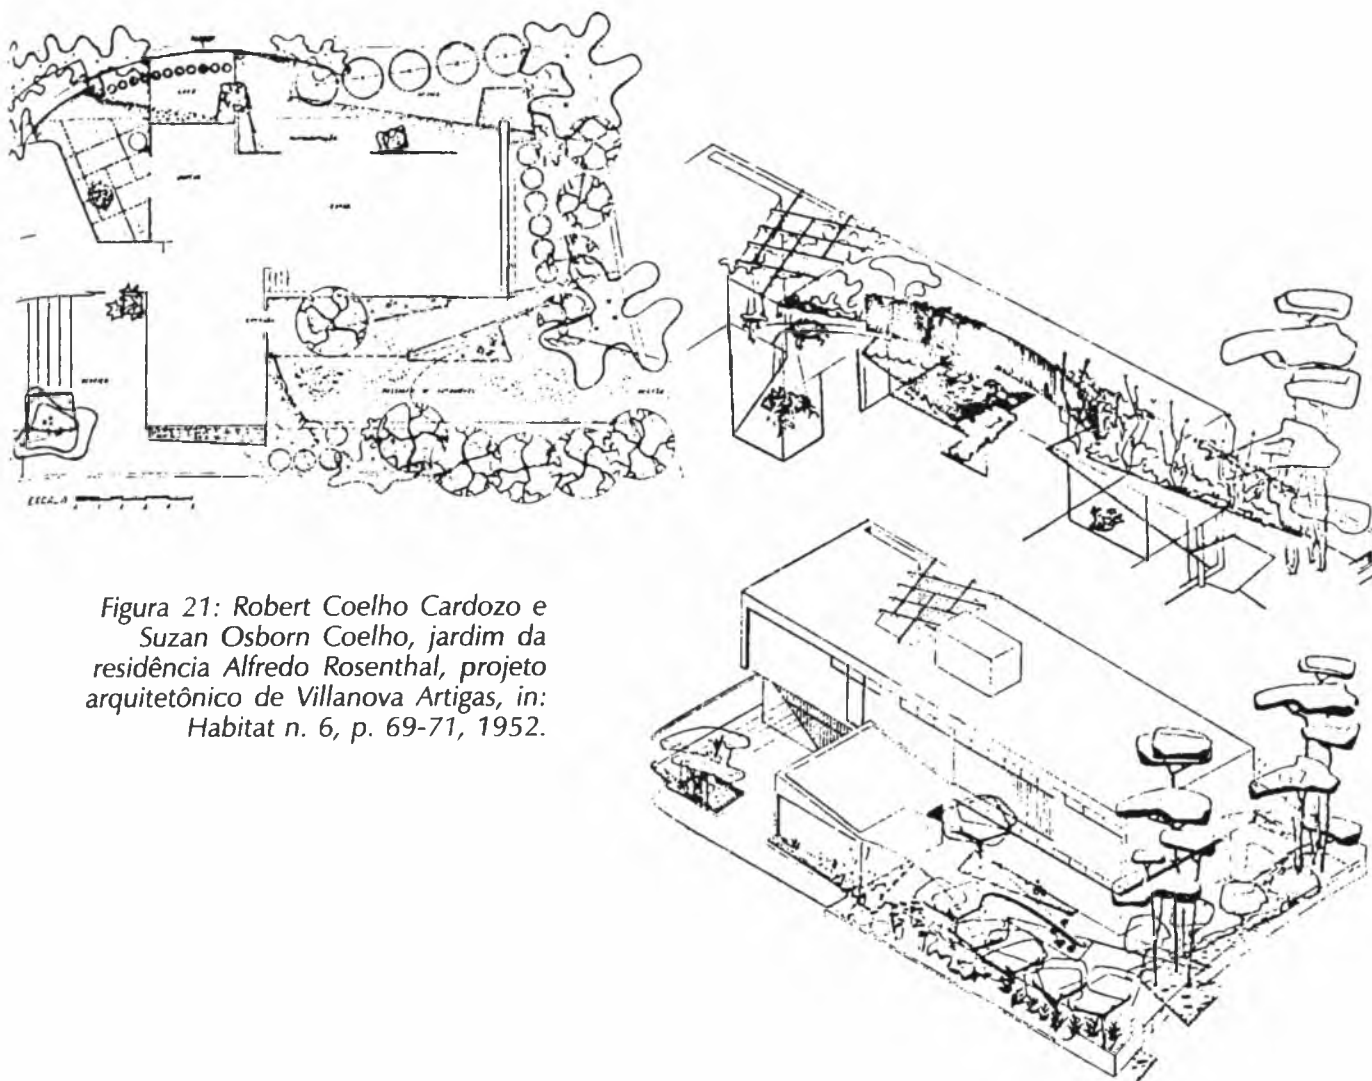 ESCALA
Figura 21: Robert Coelho Cardozo e
Suzan Osborn Coelho, jardim da
residência Alfredo Rosenthal, projeto
arquitetônico de Villanova Artigas, in:
Habitat n. 6, p. 69-71, 1952.